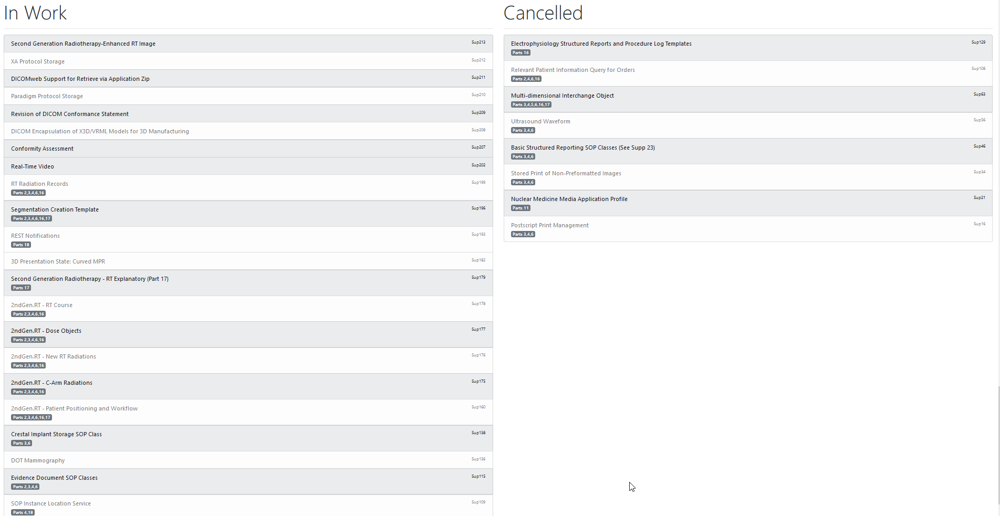 In Work
Second Generation Radiotherapy-Enhanced RT Image Sup213
XA Protocol Storage Sup212
DICOMweb Support for Retrieve via Application Zip Sup211
Paradigm Protocol Storage Sup210
Revision of DICOM Conformance Statement Sup209
DICOM Encapsulation of X3D/VRML Models for 3D Manufacturing Sup208
Conformity Assessment Sup207
Real-Time Video Sup202
RT Radiation Records Sup199
Parts 2,3,4,6,16
Segmentation Creation Template Sup196
Parts 2,3,4,6,16,17
REST Notifications Sup193
Parts 18
3D Presentation State: Curved MPR Sup182
Second Generation Radiotherapy - RT Explanatory (Part 17) Sup179
Parts 17
2ndGen.RT - RT Course Sup178
Parts 2,3,4,6,16
2ndGen.RT - Dose Objects Sup177
Parts 2,3,4,6,16
2ndGen.RT - New RT Radiations Sup176
Parts 2,3,4,6,16
2ndGen.RT - C-Arm Radiations Sup175
Parts 2,3,4,6,16
2ndGen.RT - Patient Positioning and Workflow Sup160
Parts 2,3,4,6,16,17
Crestal Implant Storage SOP Class Sup138
Parts 3,6
DOT Mammography Sup136
Evidence Document SOP Classes Sup115
Parts 2,3,4,6
SOP Instance Location Service Sup109
Parts 4,18
Cancelled
Electrophysiology Structured Reports and Procedure Log Templates Sup129
Parts 16
Relevant Patient Information Query for Orders Sup108
Parts 2,4,6,16
Multi-dimensional Interchange Object Sup63
Parts 3,4,5,6,16,17
Ultrasound Waveform Sup56
Parts 3,4,6
Basic Structured Reporting SOP Classes (See Supp 23) Sup46
Parts 3,4,6
Stored Print of Non-Preformatted Images Sup34
Parts 3,4,6
Nuclear Medicine Media Application Profile Sup21
Parts 11
Postscript Print Management Sup16
Parts 3,4,6